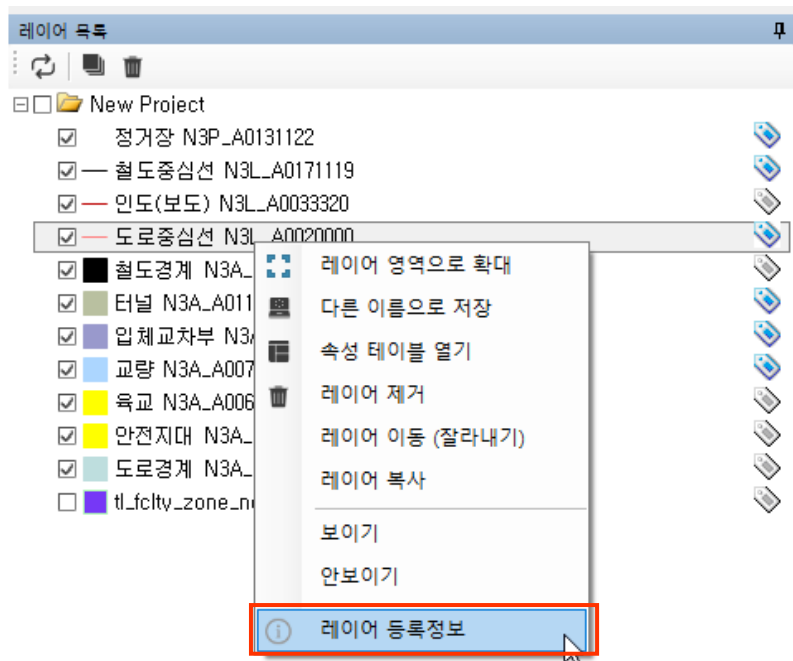 레이어 목록
New Project
정거장 N3P_A0131122
철도중심선 N3L_A0171119
인도(보도) N3L_A0033320
도로중심선 N3L_A0020000
철도경계 N3A_
터널 N3A_A011
입체교차부 N3A
교량 N3A_A007
육교 N3A_A006
안전지대 N3A_
도로경계 N3A_
tl_fclty_zone_n
레이어 영역으로 확대
다른 이름으로 저장
속성 테이블 열기
레이어 제거
레이어 이동 (잘라내기)
레이어 복사
보이기
안보이기
레이어 등록정보